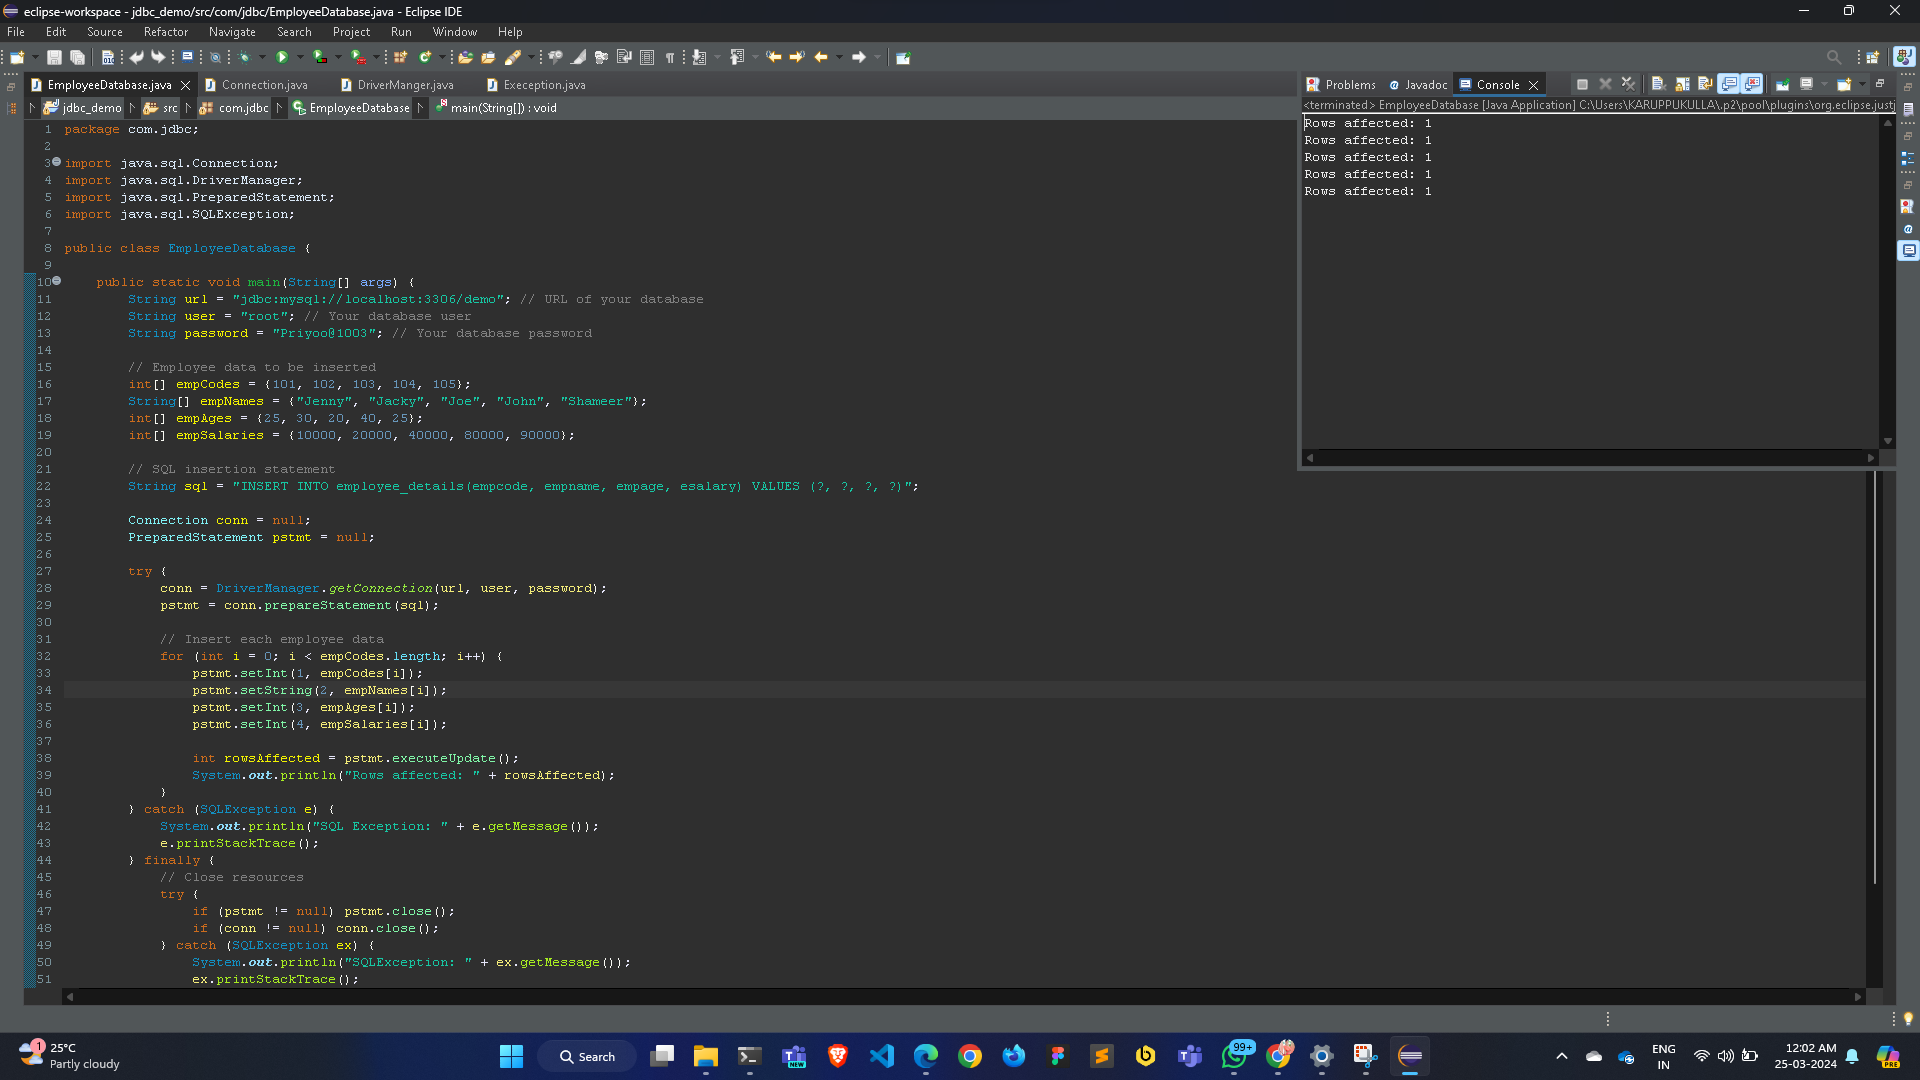 eclipse-workspace - jdbc_demo/src/com/jdbc/EmployeeDatabase.java - Eclipse IDE
File Edit Source Refactor Navigate Search Project Run Window Help
EmployeeDatabase.java Connection.java DriverManger.java Exeception.java
jdbc_demo src com.jdbc EmployeeDatabase main(String[]) : void
1 package com.jdbc;
2
3 import java.sql.Connection;
4 import java.sql.DriverManager;
5 import java.sql.PreparedStatement;
6 import java.sql.SQLException;
7
8 public class EmployeeDatabase {
9
10 public static void main(String[] args) {
11 String url = "jdbc:mysql://localhost:3306/demo"; // URL of your database
12 String user = "root"; // Your database user
13 String password = "Priyoo@1003"; // Your database password
14
15 // Employee data to be inserted
16 int[] empCodes = {101, 102, 103, 104, 105};
17 String[] empNames = {"Jenny", "Jacky", "Joe", "John", "Shameer"};
18 int[] empAges = {25, 30, 20, 40, 25};
19 int[] empSalaries = {10000, 20000, 40000, 80000, 90000};
20
21 // SQL insertion statement
22 String sql = "INSERT INTO employee_details(empcode, empname, empage, esalary) VALUES (?, ?, ?, ?)";
23
24 Connection conn = null;
25 PreparedStatement pstmt = null;
26
27 try {
28 conn = DriverManager.getConnection(url, user, password);
29 pstmt = conn.prepareStatement(sql);
30
31 // Insert each employee data
32 for (int i = 0; i < empCodes.length; i++) {
33 pstmt.setInt(1, empCodes[i]);
34 pstmt.setString(2, empNames[i]);
35 pstmt.setInt(3, empAges[i]);
36 pstmt.setInt(4, empSalaries[i]);
37
38 int rowsAffected = pstmt.executeUpdate();
39 System.out.println("Rows affected: " + rowsAffected);
40 }
41 } catch (SQLException e) {
42 System.out.println("SQL Exception: " + e.getMessage());
43 e.printStackTrace();
44 } finally {
45 // Close resources
46 try {
47 if (pstmt != null) pstmt.close();
48 if (conn != null) conn.close();
49 } catch (SQLException ex) {
50 System.out.println("SQLException: " + ex.getMessage());
51 ex.printStackTrace();
Problems Javadoc Console
<terminated> EmployeeDatabase [Java Application] C:\Users\KARUPPUKULLA\.p2\pool\plugins\org.eclipse.justj
Rows affected: 1
Rows affected: 1
Rows affected: 1
Rows affected: 1
Rows affected: 1
1 25°C
Partly cloudy
Search
NEW
99+
ENG
IN
12:02 AM
25-03-2024
PRE